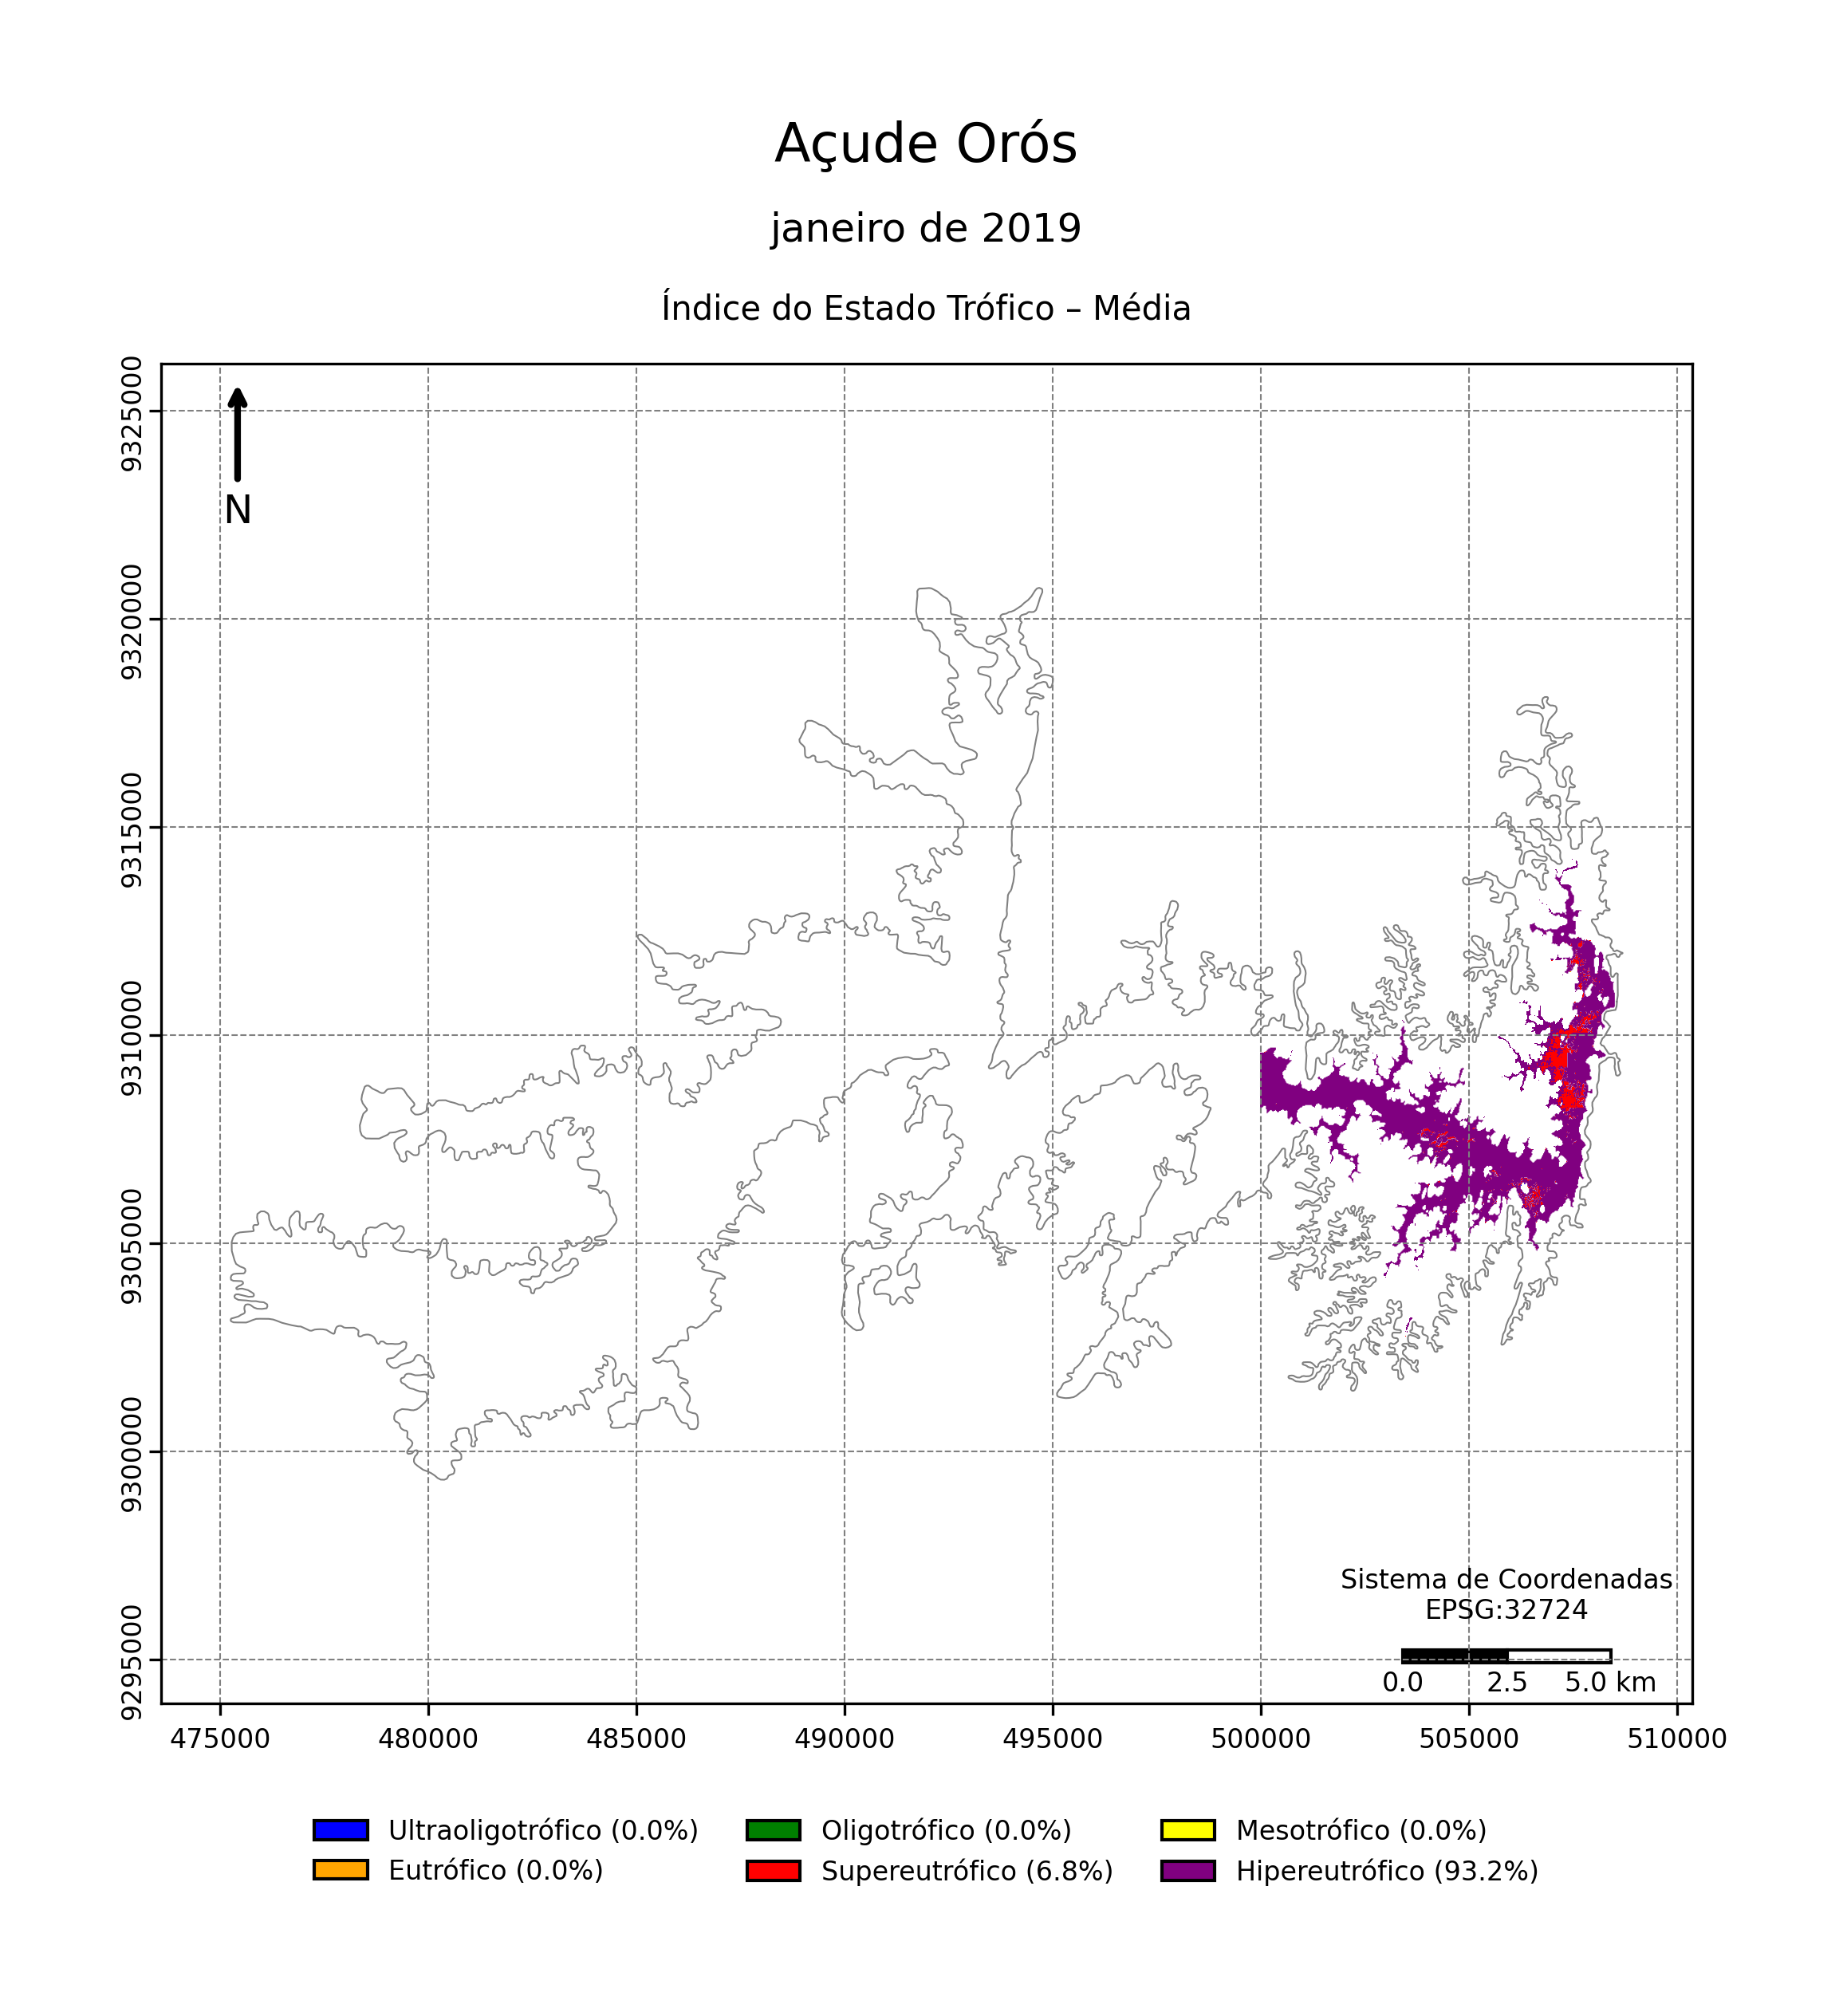 Açude Orós
janeiro de 2019
Índice do Estado Trófico – Média
9325000
9320000
9315000
9310000
9305000
9300000
9295000
N
Sistema de Coordenadas
EPSG:32724
0.0 2.5 5.0 km
475000 480000 485000 490000 495000 500000 505000 510000
Ultraoligotrófico (0.0%) Oligotrófico (0.0%) Mesotrófico (0.0%)
Eutrófico (0.0%) Supereutrófico (6.8%) Hipereutrófico (93.2%)